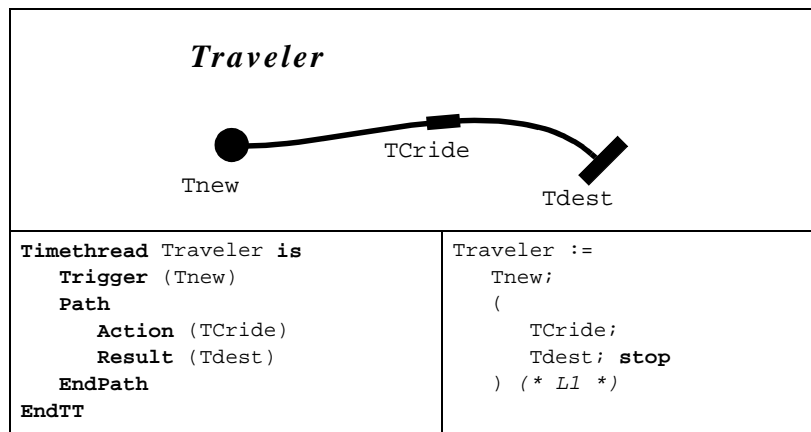 Traveler
TCride
Tnew
Tdest
Timethread Traveler is
Trigger (Tnew)
Path
Action (TCride)
Result (Tdest)
EndPath
EndTT
Traveler :=
Tnew;
(
TCride;
Tdest; stop
) (* L1 *)